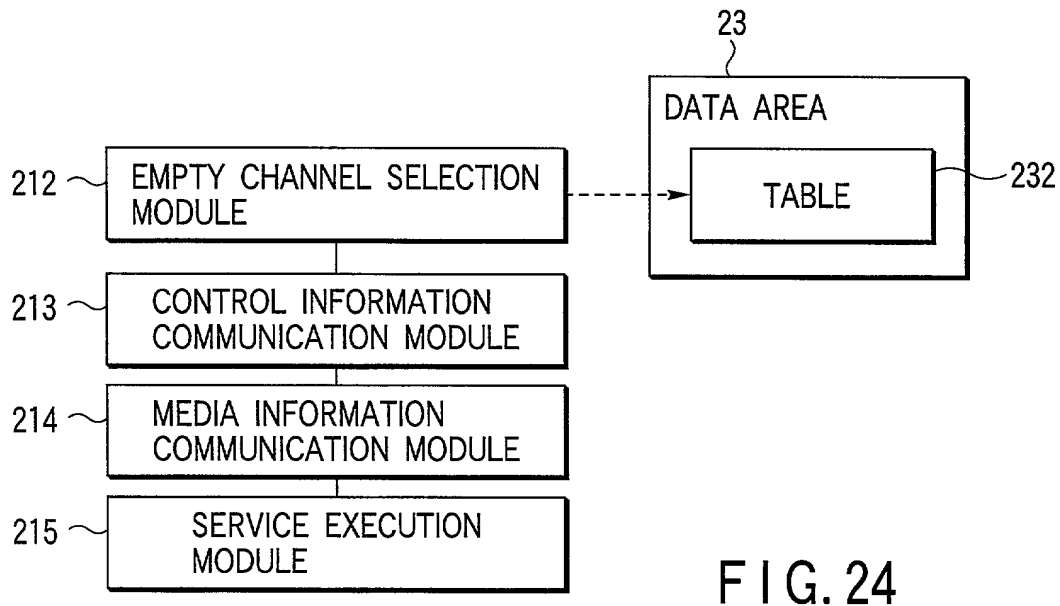 23
DATA AREA
TABLE
232
212
EMPTY CHANNEL SELECTION
MODULE
213
CONTROL INFORMATION
COMMUNICATION MODULE
214
MEDIA INFORMATION
COMMUNICATION MODULE
215
SERVICE EXECUTION
MODULE
FIG. 24